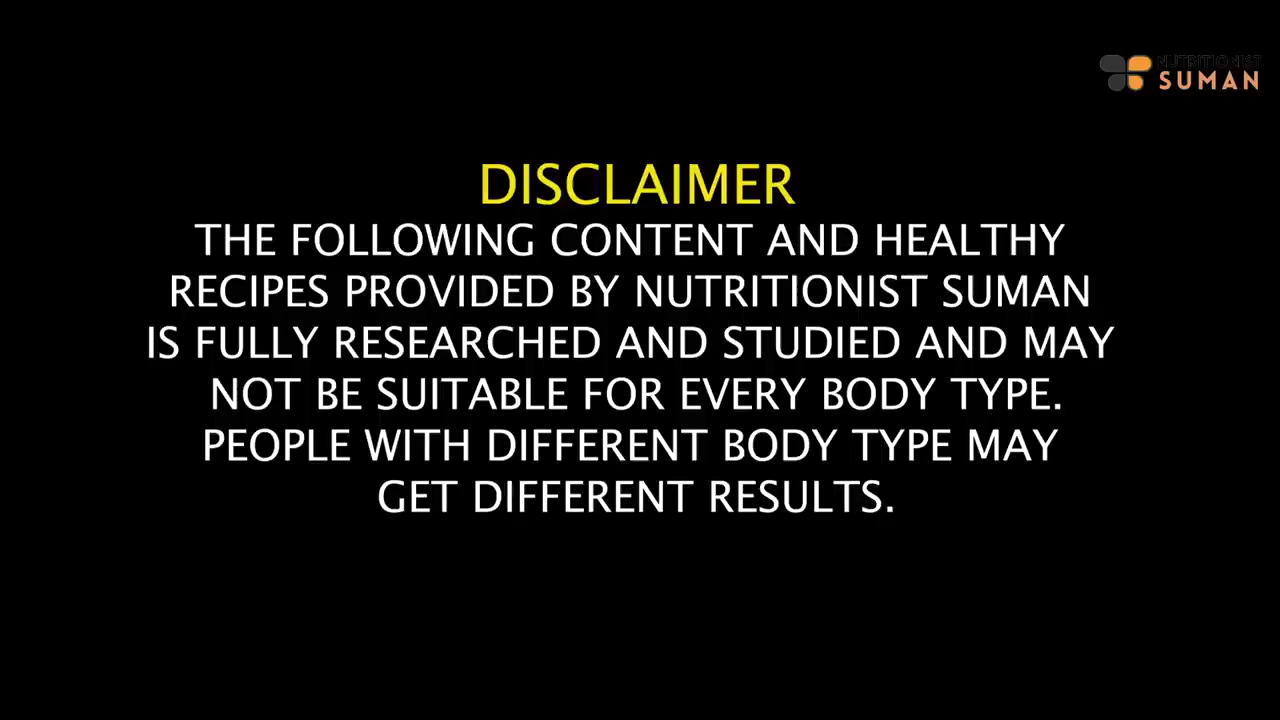 NUTRITIONIST
SUMAN
DISCLAIMER
THE FOLLOWING CONTENT AND HEALTHY
RECIPES PROVIDED BY NUTRITIONIST SUMAN
IS FULLY RESEARCHED AND STUDIED AND MAY
NOT BE SUITABLE FOR EVERY BODY TYPE.
PEOPLE WITH DIFFERENT BODY TYPE MAY
GET DIFFERENT RESULTS.